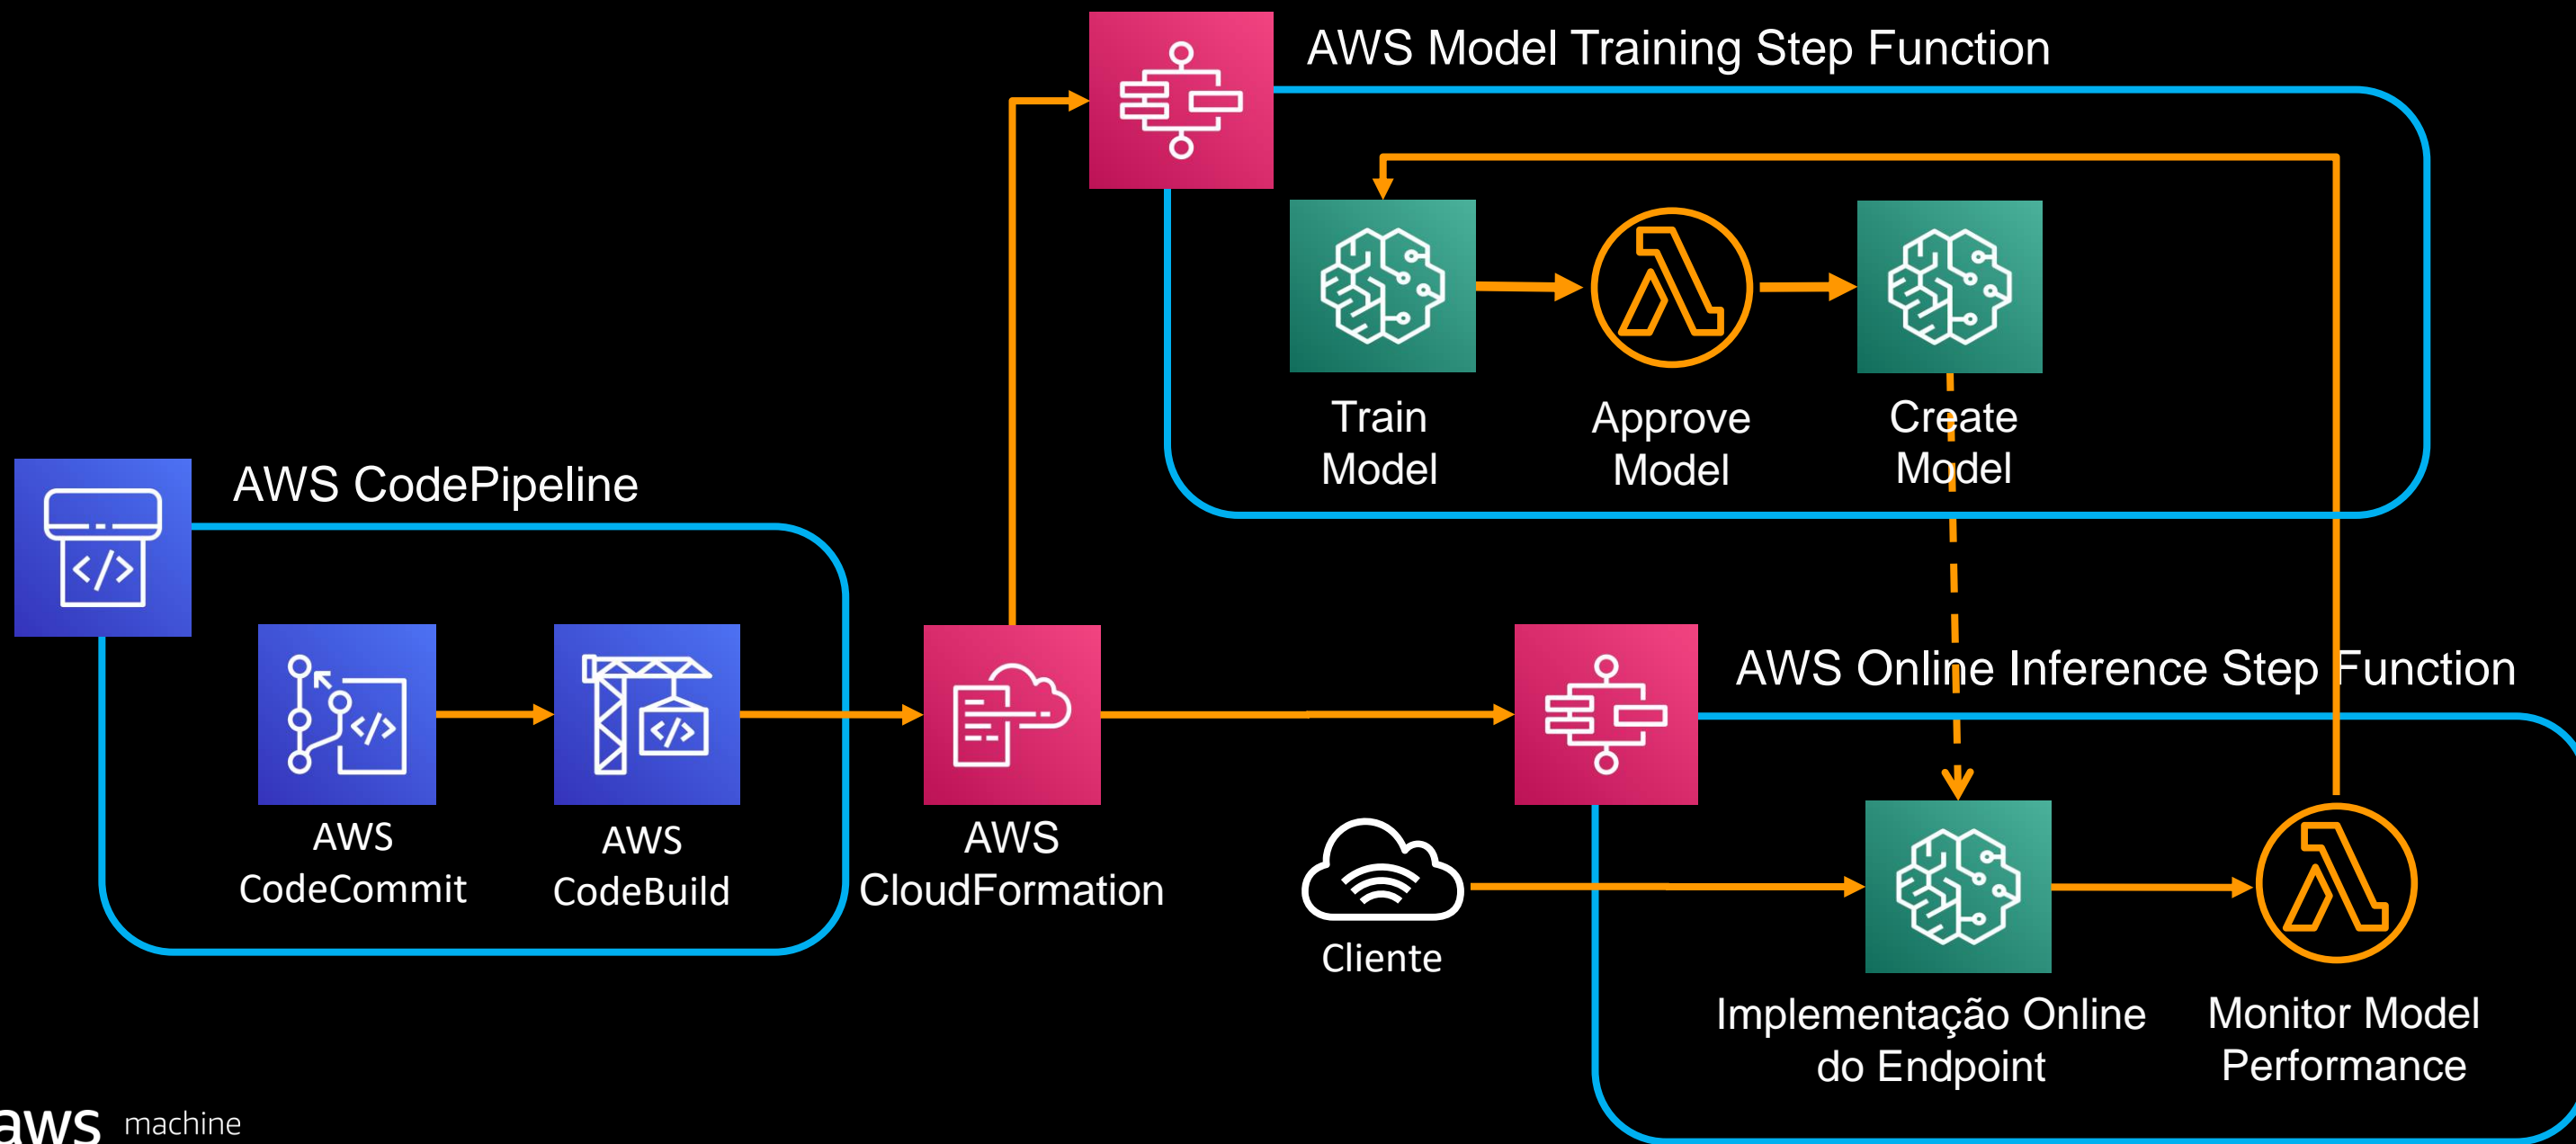 AWS Model Training Step Function
Train
Model
Approve
Model
Create
Model
AWS CodePipeline
AWS
CodeCommit
AWS
CodeBuild
AWS
CloudFormation
AWS Online Inference Step Function
Cliente
Implementação Online
do Endpoint
Monitor Model
Performance
aws machine